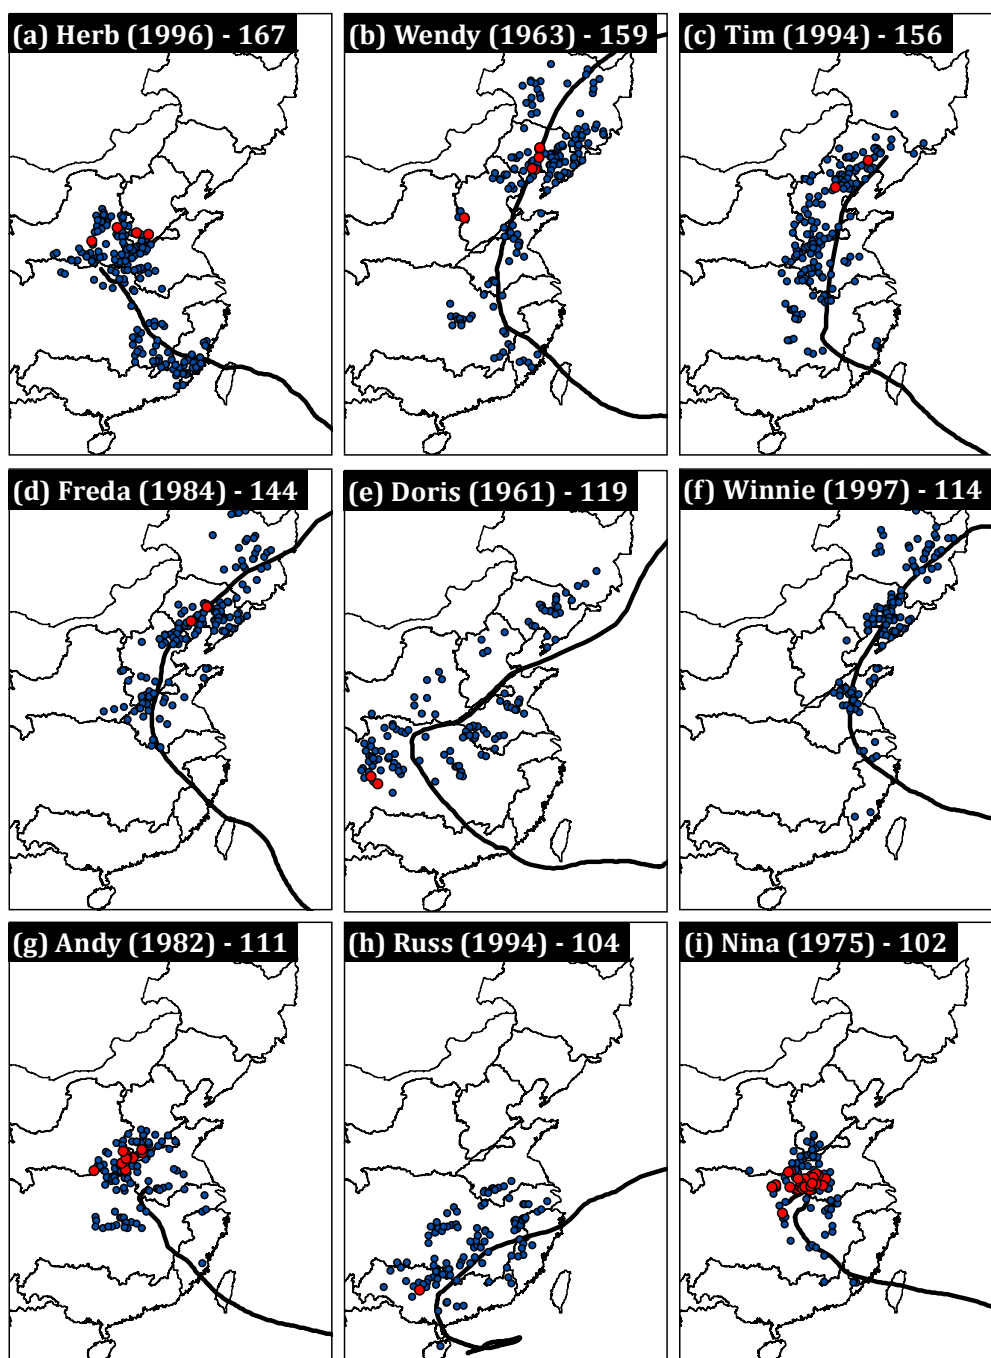 (a) Herb (1996) - 167
(b) Wendy (1963) - 159
(c) Tim (1994) - 156
(d) Freda (1984) - 144
(e) Doris (1961) - 119
(f) Winnie (1997) - 114
(g) Andy (1982) - 111
(h) Russ (1994) - 104
(i) Nina (1975) - 102